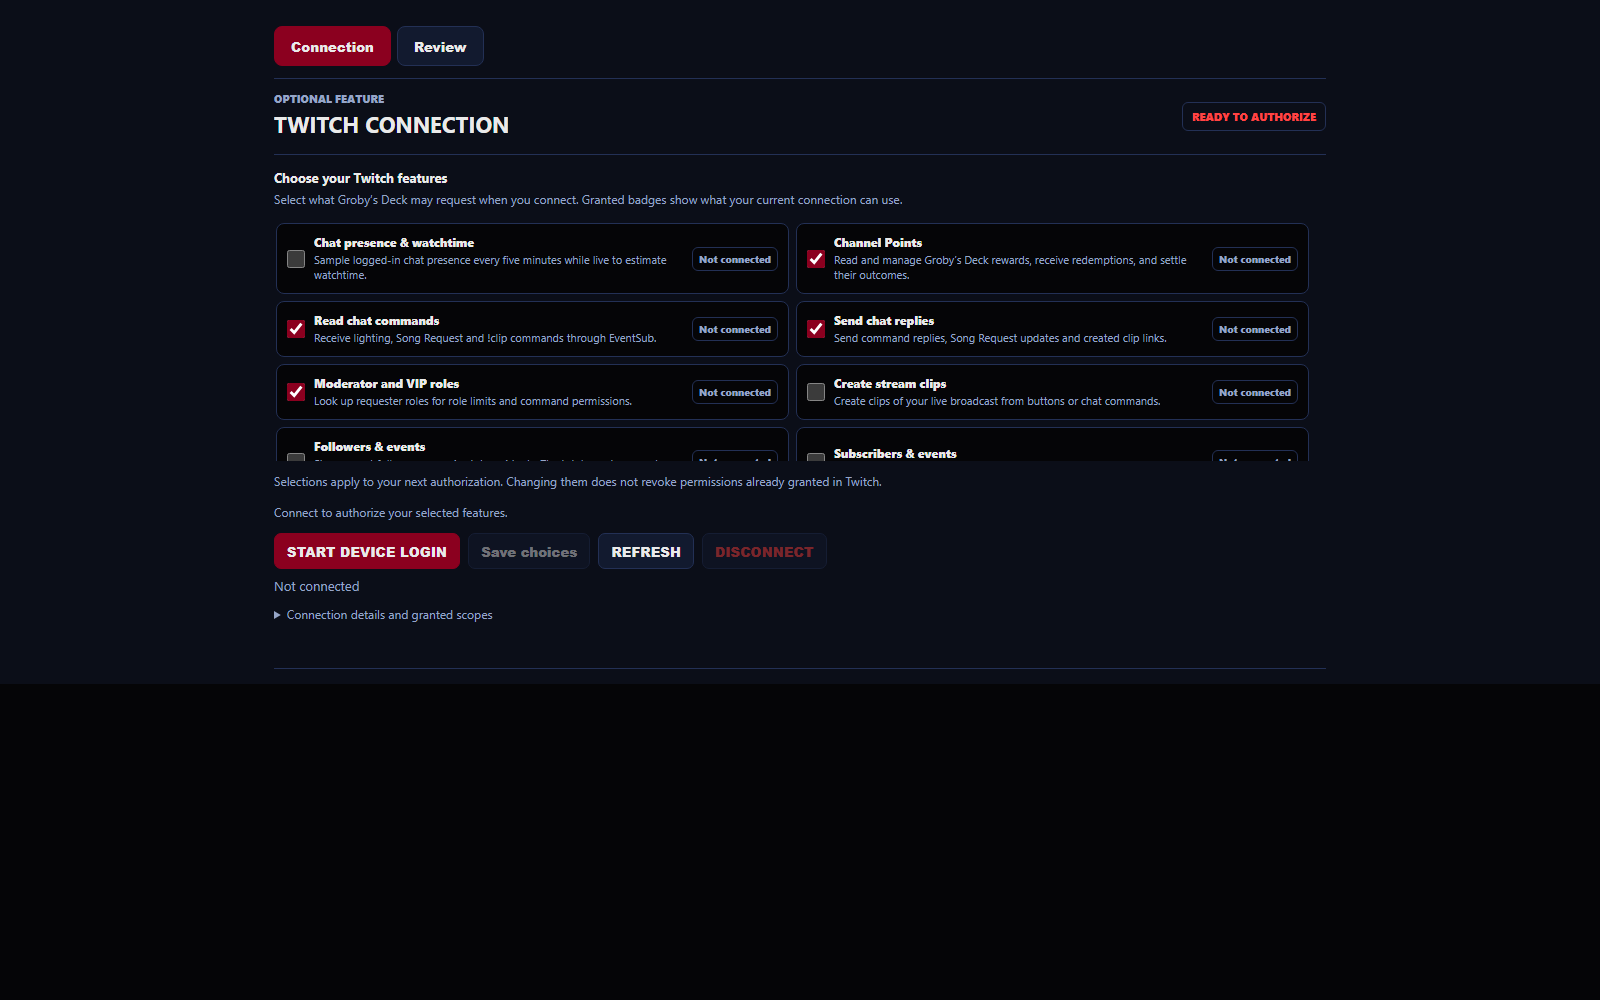 Connection
Review
OPTIONAL FEATURE
TWITCH CONNECTION
READY TO AUTHORIZE
Choose your Twitch features
Select what Groby's Deck may request when you connect. Granted badges show what your current connection can use.
Chat presence & watchtime
Sample logged-in chat presence every five minutes while live to estimate
watchtime.
Not connected
Channel Points
Read and manage Groby's Deck rewards, receive redemptions, and settle
their outcomes.
Not connected
Read chat commands
Receive lighting, Song Request and !clip commands through EventSub.
Not connected
Send chat replies
Send command replies, Song Request updates and created clip links.
Not connected
Moderator and VIP roles
Look up requester roles for role limits and command permissions.
Not connected
Create stream clips
Create clips of your live broadcast from buttons or chat commands.
Not connected
Followers & events
Subscribers & events
Selections apply to your next authorization. Changing them does not revoke permissions already granted in Twitch.
Connect to authorize your selected features.
START DEVICE LOGIN
Save choices
REFRESH
DISCONNECT
Not connected
Connection details and granted scopes